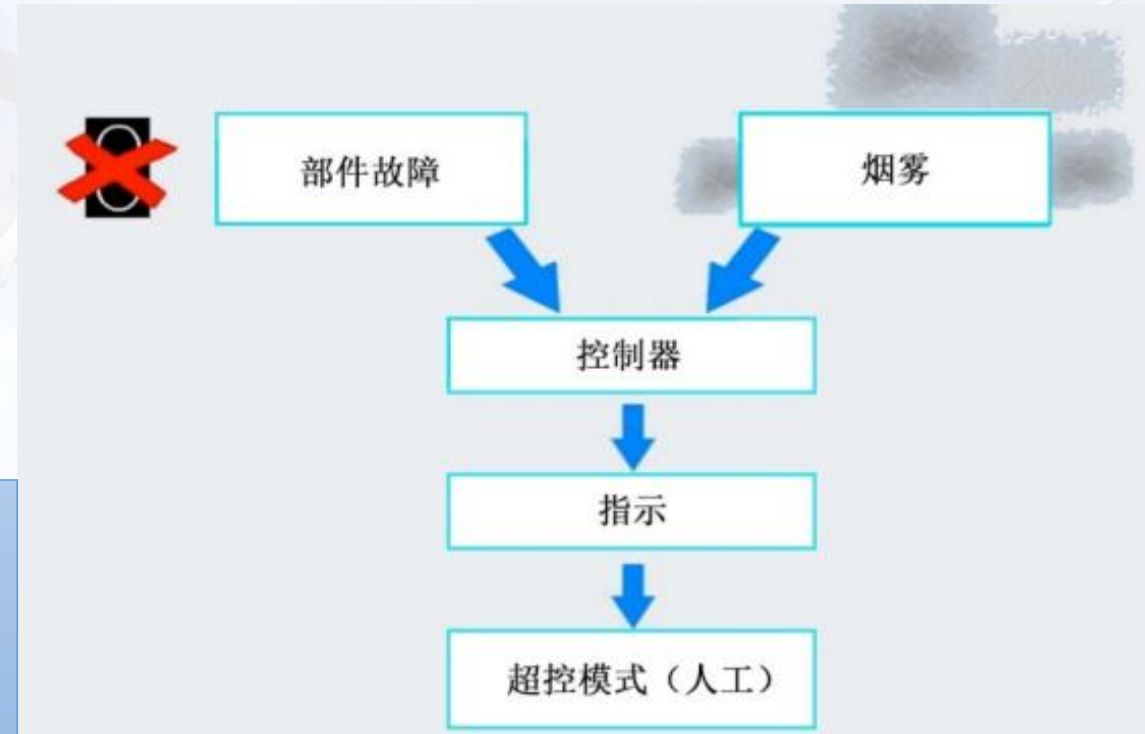 部件故障
烟雾
控制器
指示
超控模式（人工）